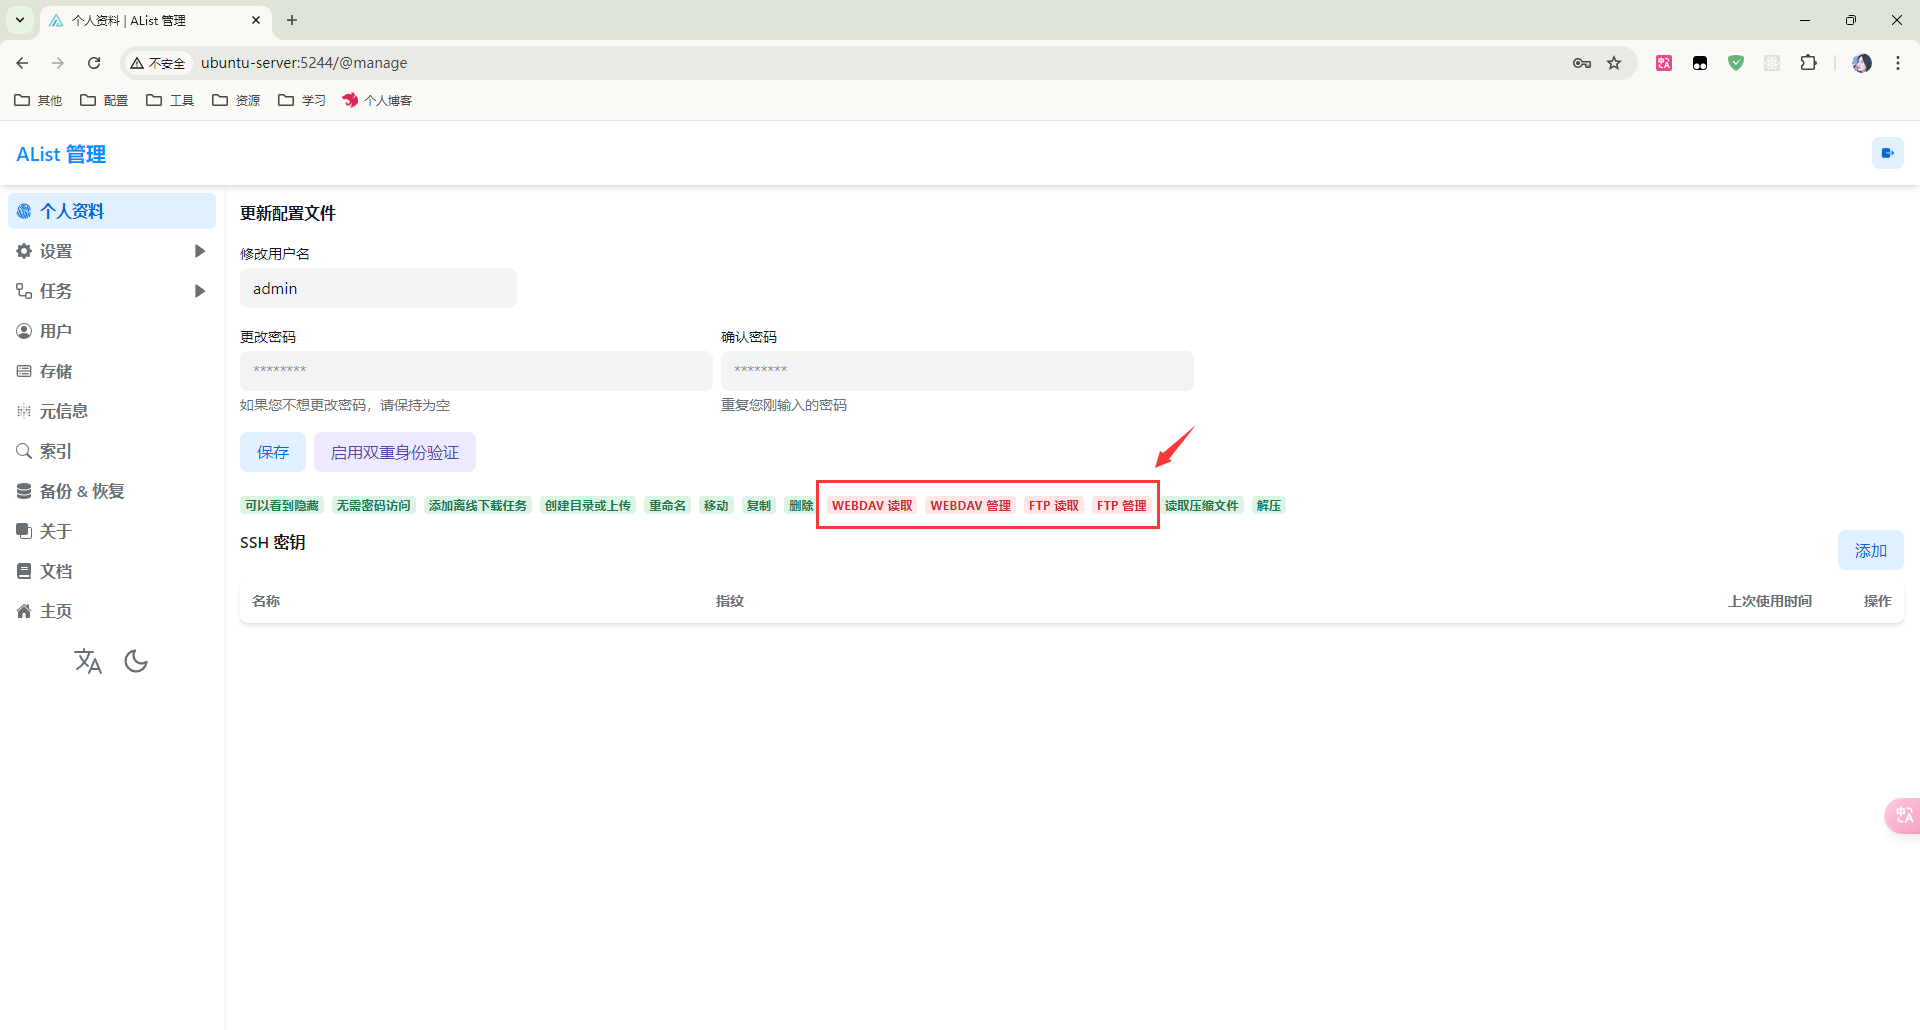 个人资料 | AList 管理
不安全
ubuntu-server:5244/@manage
其他 配置 工具 资源 学习 个人博客
AList 管理
个人资料
设置
任务
用户
存储
元信息
索引
备份 & 恢复
关于
文档
主页
更新配置文件
修改用户名
admin
更改密码 确认密码
******** ********
如果您不想更改密码，请保持为空 重复您刚输入的密码
保存 启用双重身份验证
可以看到隐藏 无需密码访问 添加离线下载任务 创建目录或上传 重命名 移动 复制 删除 WEBDAV 读取 WEBDAV 管理 FTP 读取 FTP 管理 读取压缩文件 解压
SSH 密钥 添加
名称 指纹 上次使用时间 操作